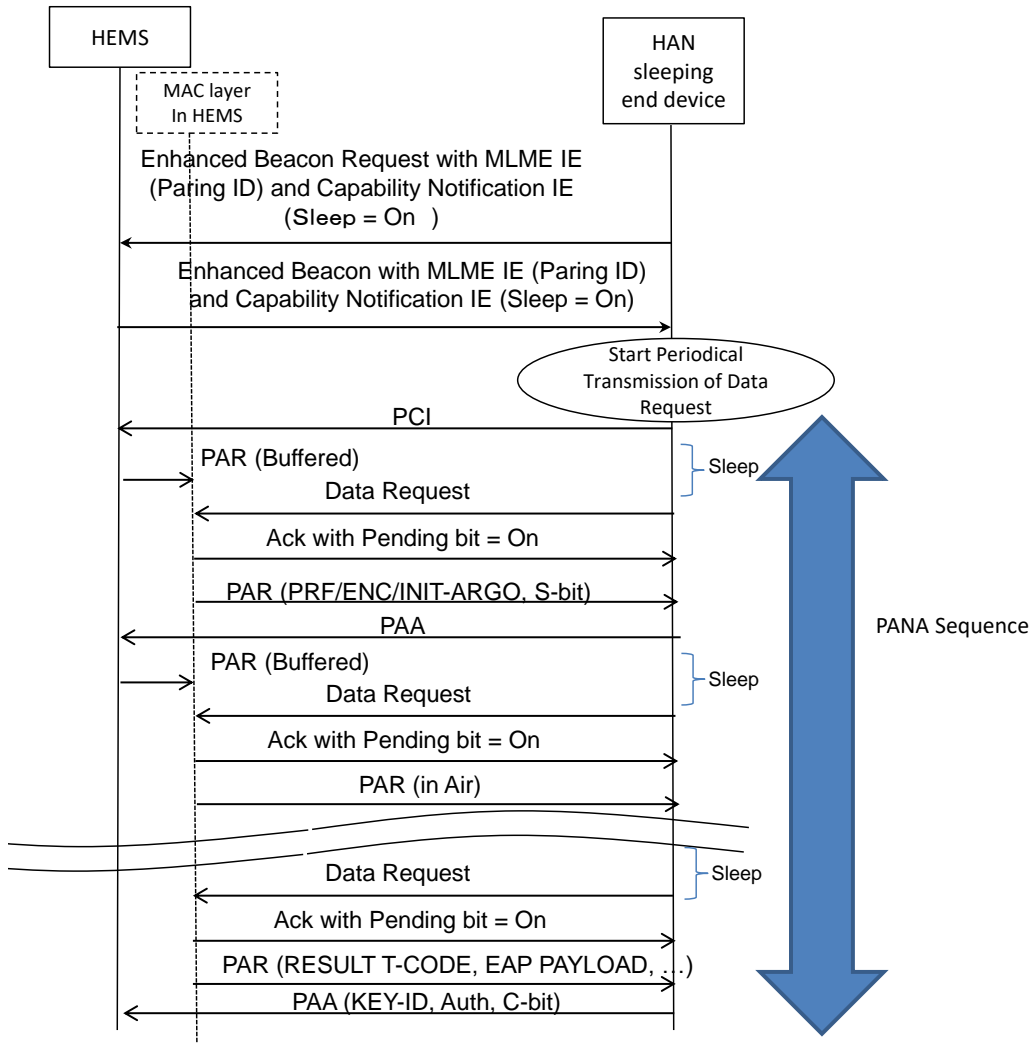 HEMS
HAN
sleeping
end device
MAC layer
In HEMS
Enhanced Beacon Request with MLME IE
(Paring ID) and Capability Notification IE
(Sleep = On )
Enhanced Beacon with MLME IE (Paring ID)
and Capability Notification IE (Sleep = On)
Start Periodical
Transmission of Data
Request
PCI
PAR (Buffered)
Sleep
Data Request
Ack with Pending bit = On
PAR (PRF/ENC/INIT-ARGO, S-bit)
PAA
PANA Sequence
PAR (Buffered)
Sleep
Data Request
Ack with Pending bit = On
PAR (in Air)
Data Request
Sleep
Ack with Pending bit = On
PAR (RESULT T-CODE, EAP PAYLOAD, …)
PAA (KEY-ID, Auth, C-bit)